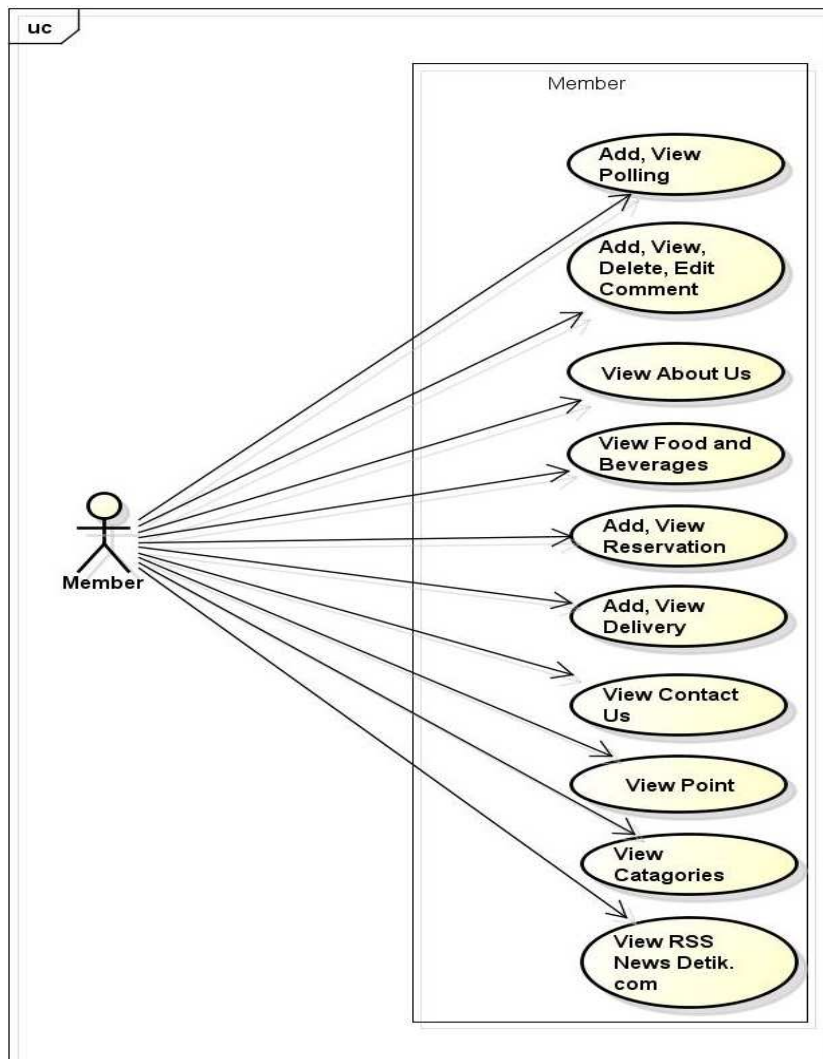 uc
Member
Add, View
Polling
Add, View,
Delete, Edit
Comment
View About Us
View Food and
Beverages
Add, View
Reservation
Member
Add, View
Delivery
View Contact
Us
View Point
View
Catagories
View RSS
News Detik.
com